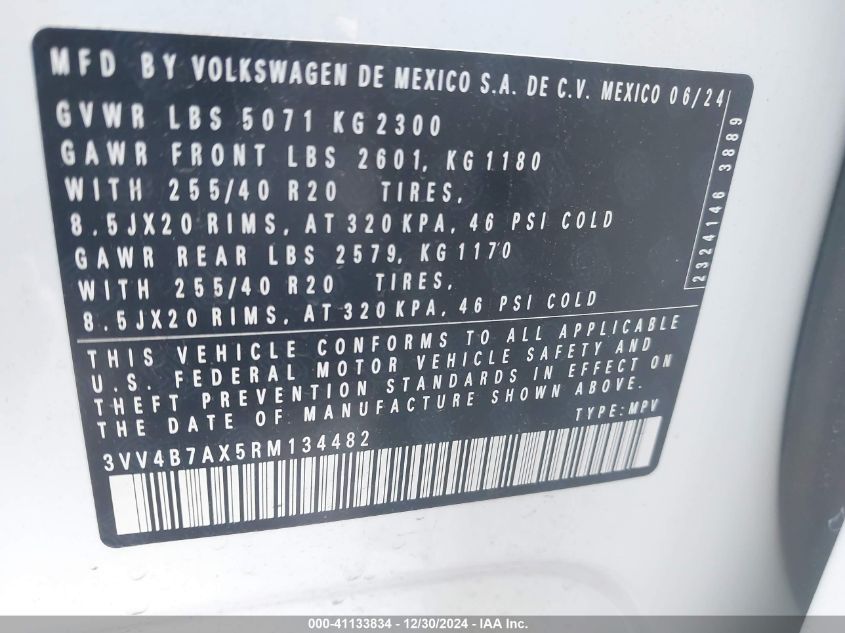 MFD BY VOLKSWAGEN DE MEXICO S.A. DE C.V. MEXICO 06/24
GVWR LBS 5071 KG 2300
GAWR FRONT LBS 2601, KG 1180
WITH 255/40 R20 TIRES,
8.5JX20 RIMS, AT 320 KPA, 46 PSI COLD
GAWR REAR LBS 2579, KG 1170
WITH 255/40 R20 TIRES,
8.5JX20 RIMS, AT 320 KPA, 46 PSI COLD
2324146 3889
THIS VEHICLE CONFORMS TO ALL APPLICABLE
U.S. FEDERAL MOTOR VEHICLE SAFETY AND
THEFT PREVENTION STANDARDS IN EFFECT ON
THE DATE OF MANUFACTURE SHOWN ABOVE.
3VV4B7AX5RM134482 TYPE: MPV
000-41133834 - 12/30/2024 - IAA Inc.